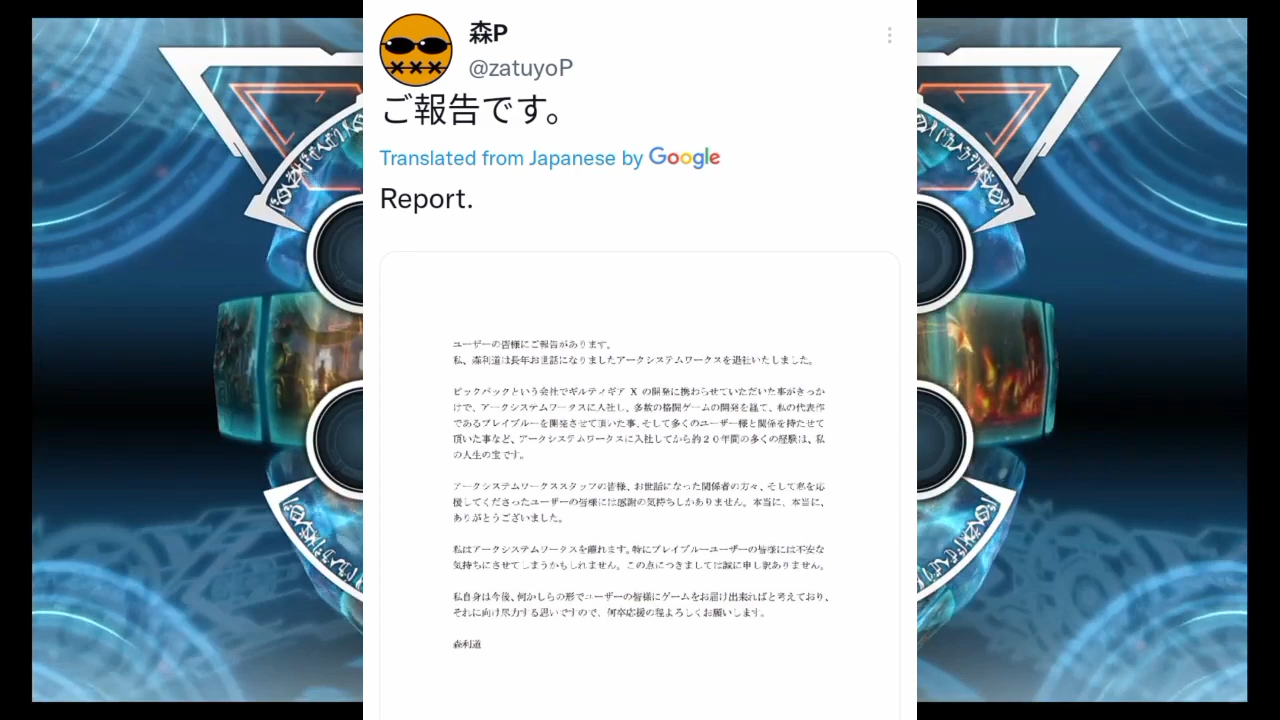 森P
@zatuyoP
ご報告です。
Translated from Japanese by Google
Report.
ユーザーの皆様にご報告があります。
私、森利道は長年お世話になりましたアークシステムワークスを退社いたしました。
ピックパックという会社でギルティギア X の開発に携わらせていただいた事がきっか
けで、アークシステムワークスに入社し、多数の格闘ゲームの開発を経て、私の代表作
であるブレイブルーを開発させて頂いた事、そして多くのユーザー様と関係を持たせて
頂いた事など、アークシステムワークスに入社してから約２０年間の多くの経験は、私
の人生の宝です。
アークシステムワークススタッフの皆様、お世話になった関係者の方々、そして私を応
援してくださったユーザーの皆様には感謝の気持ちしかありません。本当に、本当に、
ありがとうございました。
私はアークシステムワークスを離れます。特にブレイブルーユーザーの皆様には不安な
気持ちにさせてしまうかもしれません。この点につきましては誠に申し訳ありません。
私自身は今後、何かしらの形でユーザーの皆様にゲームをお届け出来ればと考えており、
それに向け尽力する思いですので、何卒応援の程よろしくお願いします。
森利道